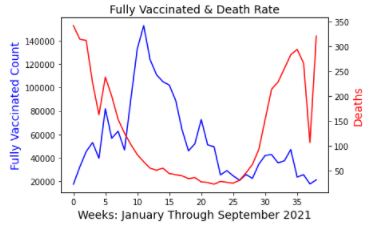 Fully Vaccinated & Death Rate
Fully Vaccinated Count
140000
120000
100000
80000
60000
40000
20000
350
300
250
200
150
100
50
Deaths
0 5 10 15 20 25 30 35
Weeks: January Through September 2021